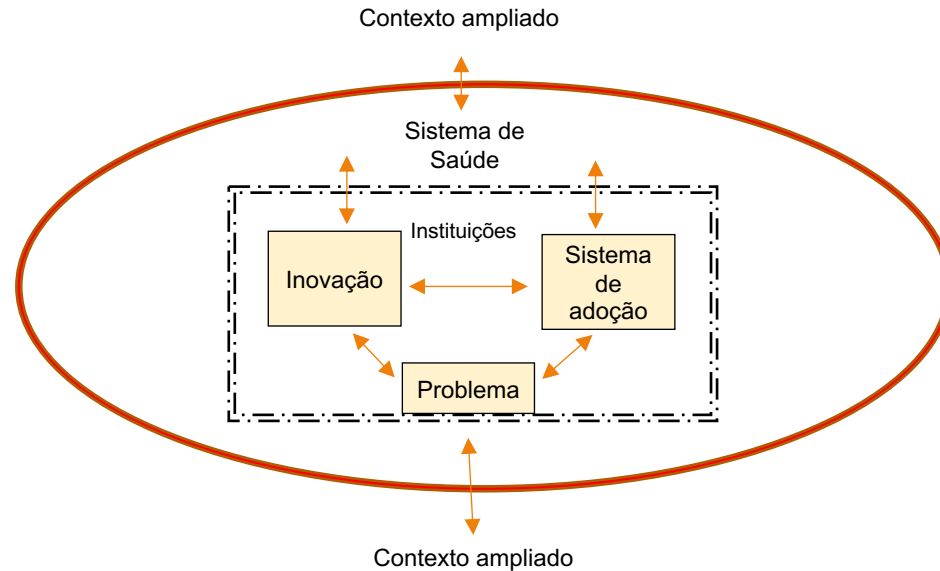 Contexto ampliado
Sistema de
Saúde
Instituições
Inovação
Sistema
de
adoção
Problema
Contexto ampliado